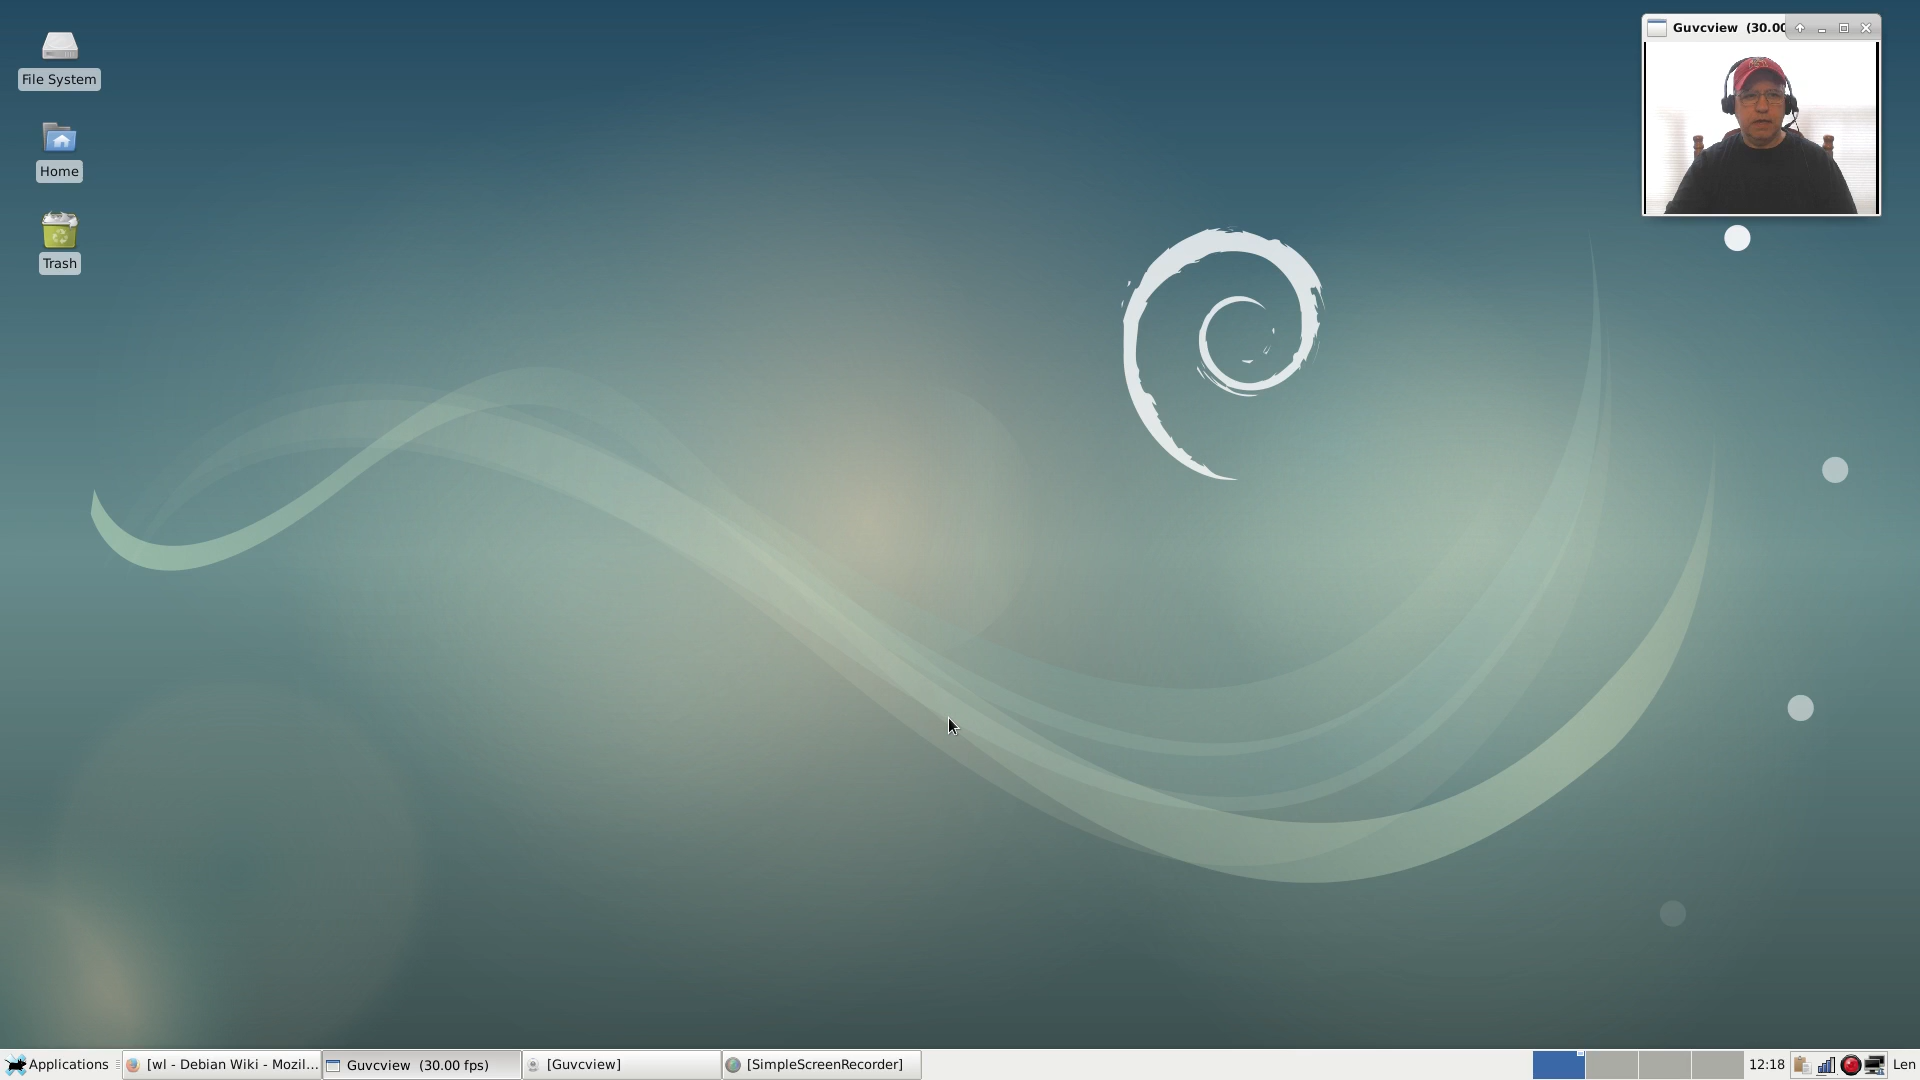 File System
Home
Trash
Guvcview (30.00
Applications
[wl - Debian Wiki - Mozil...
Guvcview (30.00 fps)
[Guvcview]
[SimpleScreenRecorder]
12:18
Len